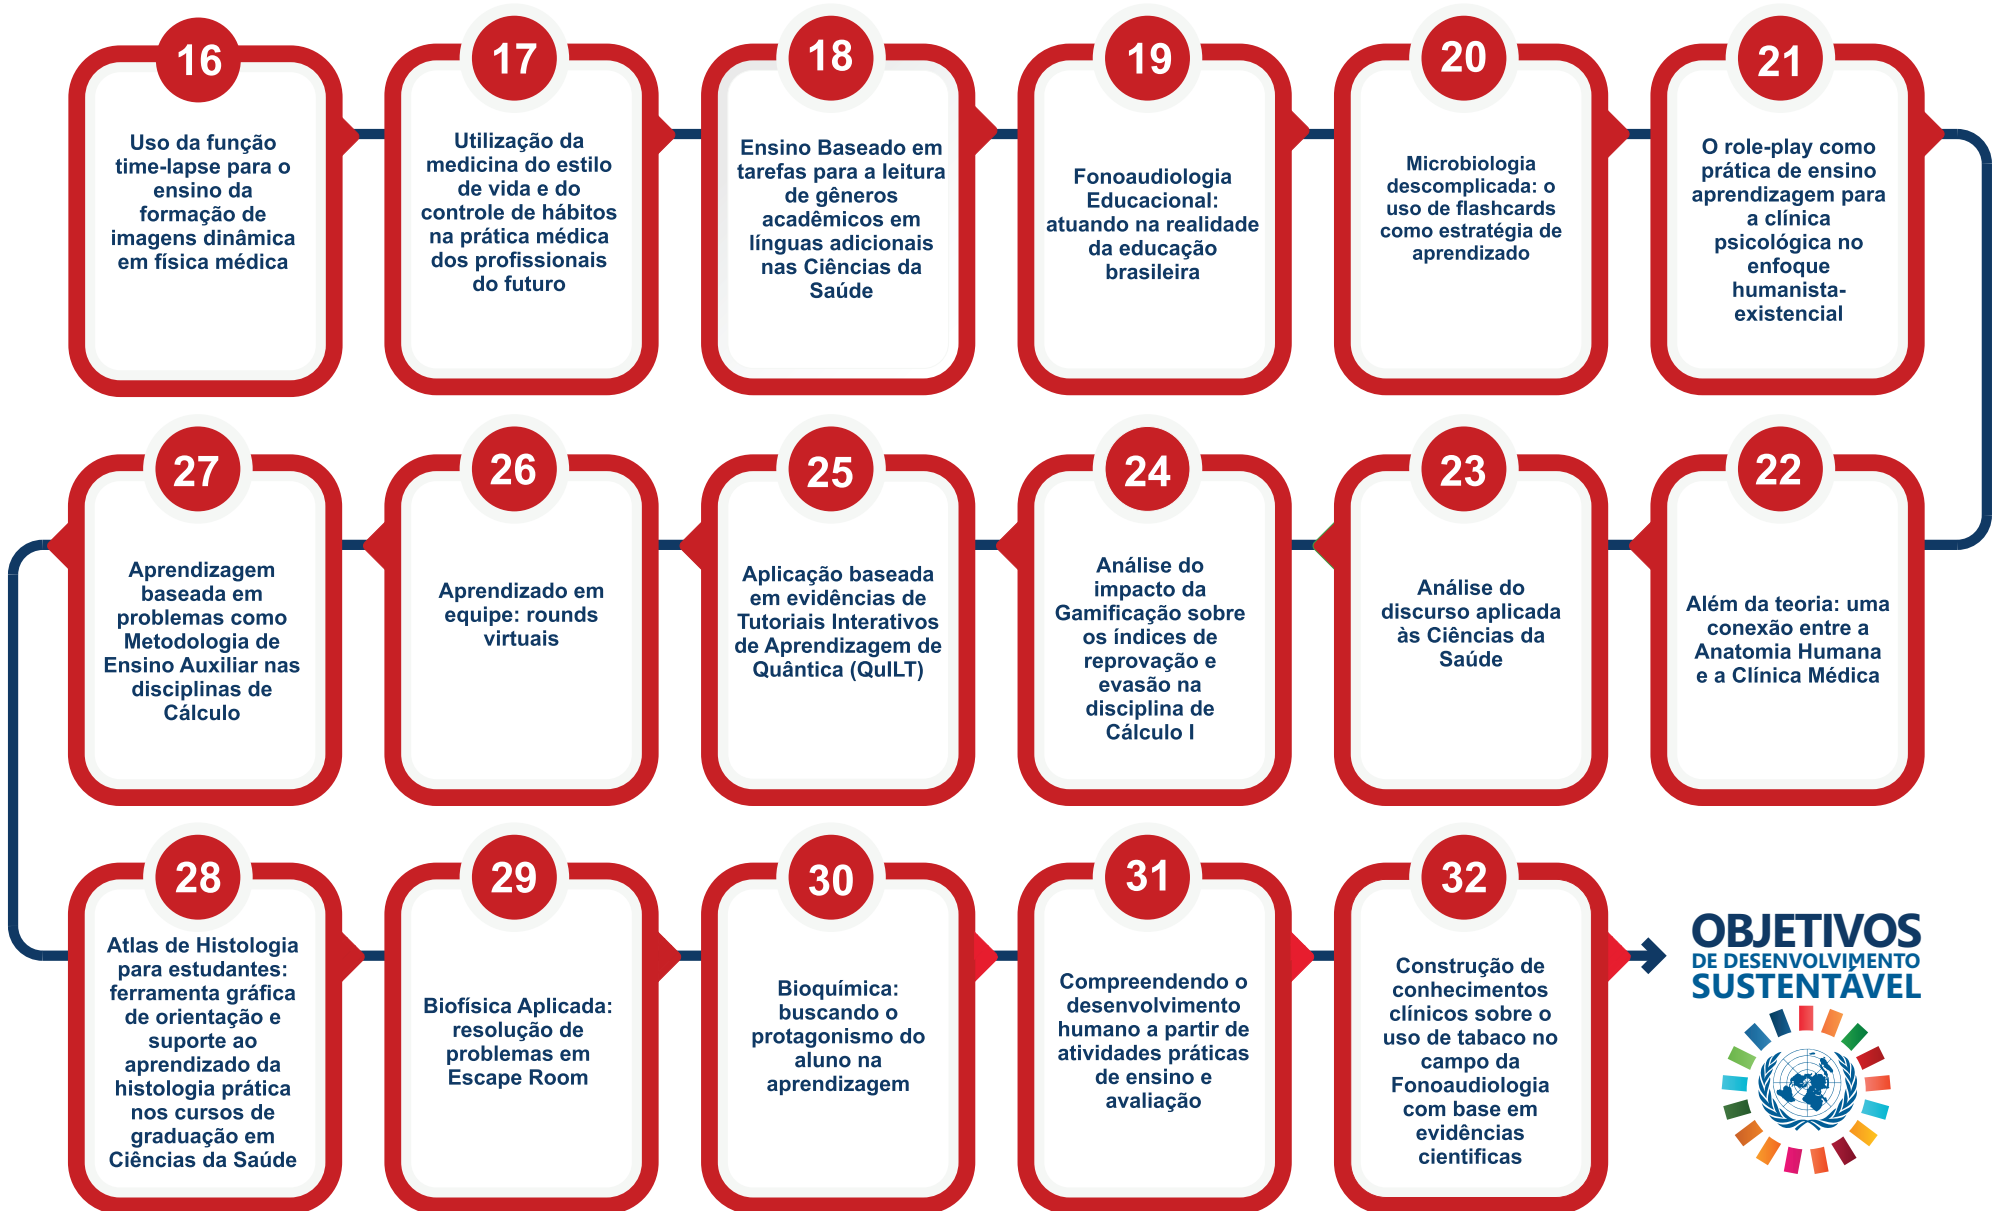 16
Uso da função
time-lapse para o
ensino da
formação de
imagens dinâmica
em física médica
17
Utilização da
medicina do estilo
de vida e do
controle de hábitos
na prática médica
dos profissionais
do futuro
18
Ensino Baseado em
tarefas para a leitura
de gêneros
acadêmicos em
línguas adicionais
nas Ciências da
Saúde
19
Fonoaudiologia
Educacional:
atuando na realidade
da educação
brasileira
20
Microbiologia
descomplicada: o
uso de flashcards
como estratégia de
aprendizado
21
O role-play como
prática de ensino
aprendizagem para
a clínica
psicológica no
enfoque
humanista-
existencial
22
Além da teoria: uma
conexão entre a
Anatomia Humana
e a Clínica Médica
23
Análise do
discurso aplicada
às Ciências da
Saúde
24
Análise do
impacto da
Gamificação sobre
os índices de
reprovação e
evasão na
disciplina de
Cálculo I
25
Aplicação baseada
em evidências de
Tutoriais Interativos
de Aprendizagem de
Quântica (QuILT)
26
Aprendizado em
equipe: rounds
virtuais
27
Aprendizagem
baseada em
problemas como
Metodologia de
Ensino Auxiliar nas
disciplinas de
Cálculo
28
Atlas de Histologia
para estudantes:
ferramenta gráfica
de orientação e
suporte ao
aprendizado da
histologia prática
nos cursos de
graduação em
Ciências da Saúde
29
Biofísica Aplicada:
resolução de
problemas em
Escape Room
30
Bioquímica:
buscando o
protagonismo do
aluno na
aprendizagem
31
Compreendendo o
desenvolvimento
humano a partir de
atividades práticas
de ensino e
avaliação
32
Construção de
conhecimentos
clínicos sobre o
uso de tabaco no
campo da
Fonoaudiologia
com base em
evidências
cientificas
OBJETIVOS
DE DESENVOLVIMENTO
SUSTENTÁVEL